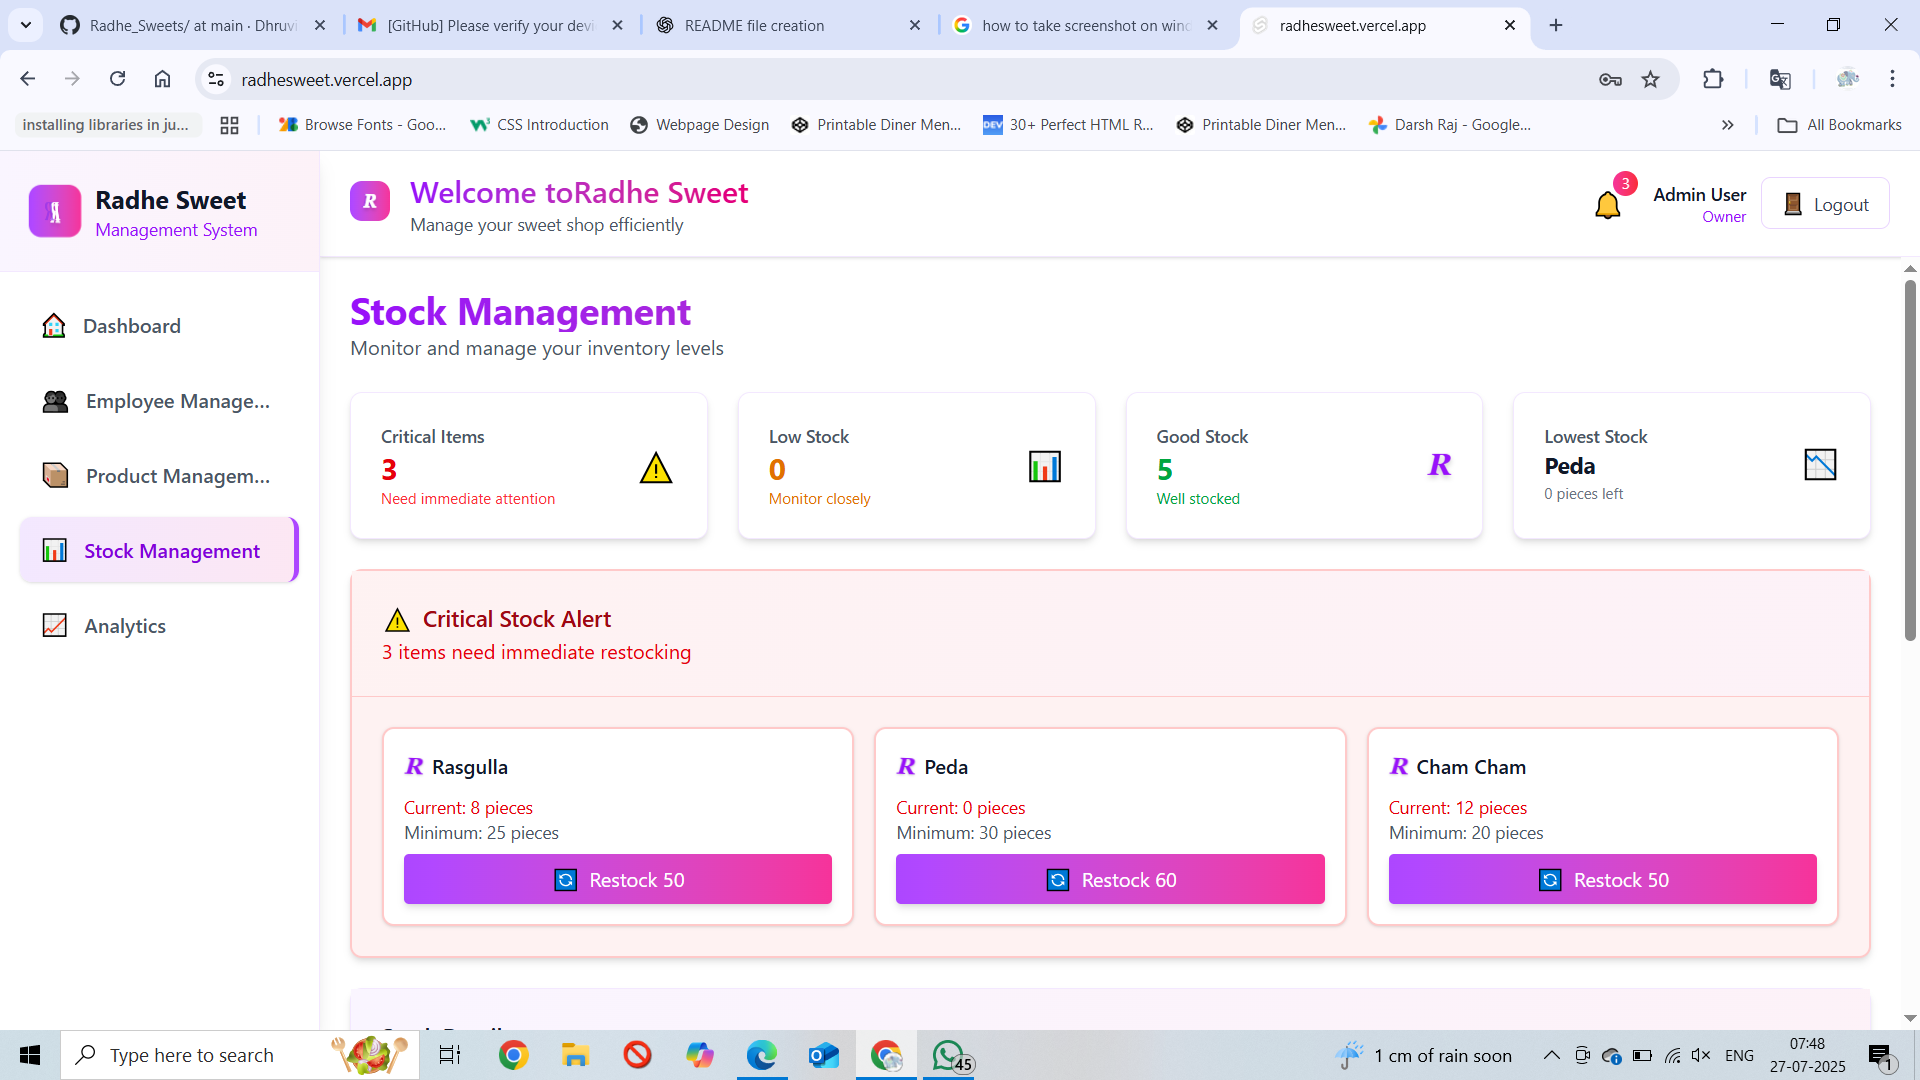 Radhe_Sweets/ at main · Dhruvi
[GitHub] Please verify your devi
README file creation
how to take screenshot on wind
radhesweet.vercel.app
radhesweet.vercel.app
installing libraries in ju...
Browse Fonts - Goo...
CSS Introduction
Webpage Design
Printable Diner Men...
DEV
30+ Perfect HTML R...
Printable Diner Men...
Darsh Raj - Google...
All Bookmarks
R
Radhe Sweet
Management System
R
Welcome toRadhe Sweet
Manage your sweet shop efficiently
3
Admin User
Owner
Logout
Dashboard
Employee Manage...
Product Managem...
Stock Management
Analytics
Stock Management
Monitor and manage your inventory levels
Critical Items
3
Need immediate attention
Low Stock
0
Monitor closely
Good Stock
5
Well stocked
R
Lowest Stock
Peda
0 pieces left
Critical Stock Alert
3 items need immediate restocking
R Rasgulla
Current: 8 pieces
Minimum: 25 pieces
Restock 50
R Peda
Current: 0 pieces
Minimum: 30 pieces
Restock 60
R Cham Cham
Current: 12 pieces
Minimum: 20 pieces
Restock 50
Type here to search
45
1 cm of rain soon
ENG
07:48
27-07-2025
1